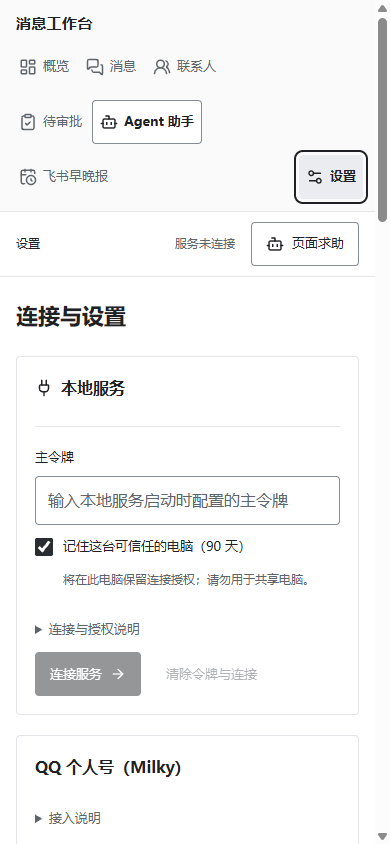 消息工作台
概览 消息 联系人
待审批 Agent 助手
飞书早晚报 设置
设置 服务未连接 页面求助
连接与设置
本地服务
主令牌
输入本地服务启动时配置的主令牌
记住这台可信任的电脑（90 天）
将在此电脑保留连接授权；请勿用于共享电脑。
连接与授权说明
连接服务 清除令牌与连接
QQ 个人号（Milky）
接入说明